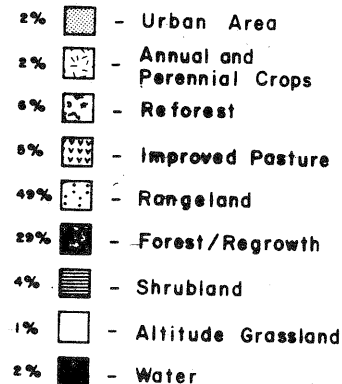 2% - Urban Area
2% - Annual and
Perennial Crops
6% - Reforest
5% - Improved Pasture
49% - Rangeland
29% - Forest/Regrowth
4% - Shrubland
1% - Altitude Grassland
2% - Water